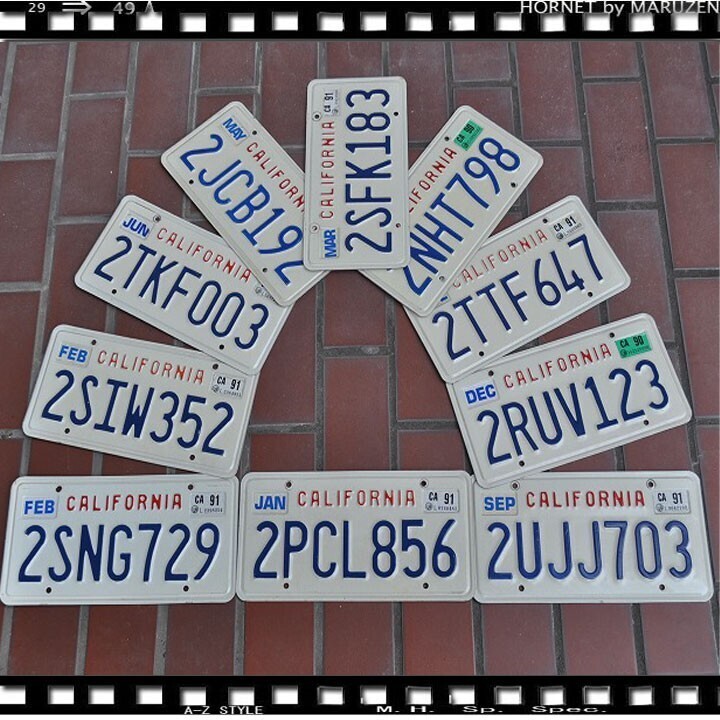 29 → 49 A
HORNET by MARUZEN
MAR CALIFORNIA CA 91
2SFK183
MAY CALIFORNIA
2JCB192
CALIFORNIA CA 90
2NHT798
JUN CALIFORNIA
2TKF003
CALIFORNIA CA 91
2TTF647
FEB CALIFORNIA CA 91
2SIW352
DEC CALIFORNIA CA 90
2RUV123
FEB CALIFORNIA CA 91
2SNG729
JAN CALIFORNIA CA 91
2PCL856
SEP CALIFORNIA CA 91
2UJJ703
A-Z STYLE
M. H. Sp. Spec.